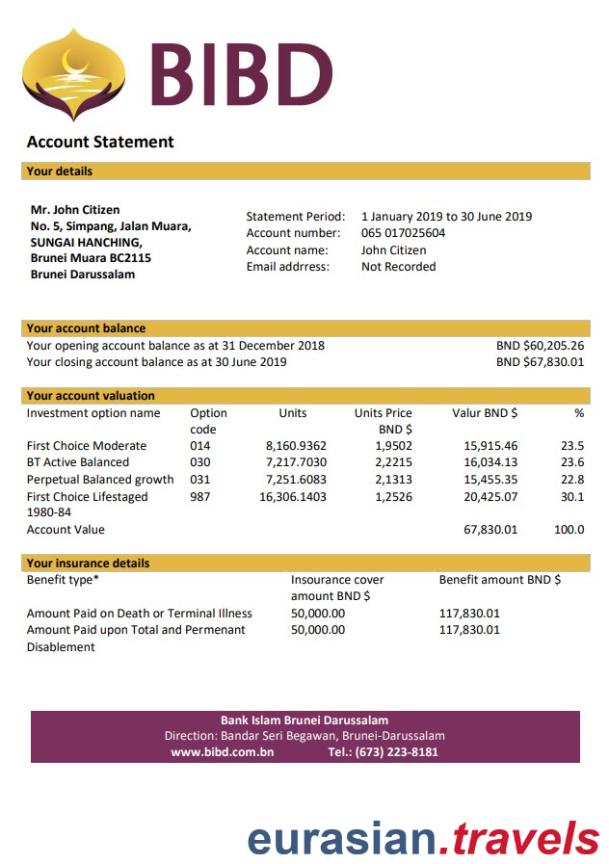 BIBD
Account Statement
Your details
Mr. John Citizen
No. 5, Simpang, Jalan Muara,
SUNGAI HANCHING,
Brunei Muara BC2115
Brunei Darussalam
Statement Period: 1 January 2019 to 30 June 2019
Account number: 065 017025604
Account name: John Citizen
Email addrress: Not Recorded
Your account balance
Your opening account balance as at 31 December 2018 BND $60,205.26
Your closing account balance as at 30 June 2019 BND $67,830.01
Your account valuation
Investment option name Option code Units Units Price BND $ Valur BND $ %
First Choice Moderate 014 8,160.9362 1,9502 15,915.46 23.5
BT Active Balanced 030 7,217.7030 2,2215 16,034.13 23.6
Perpetual Balanced growth 031 7,251.6083 2,1313 15,455.35 22.8
First Choice Lifestaged 987 16,306.1403 1,2526 20,425.07 30.1
1980-84
Account Value 67,830.01 100.0
Your insurance details
Benefit type* Insourance cover amount BND $ Benefit amount BND $
Amount Paid on Death or Terminal Illness 50,000.00 117,830.01
Amount Paid upon Total and Permenant 50,000.00 117,830.01
Disablement
Bank Islam Brunei Darussalam
Direction: Bandar Seri Begawan, Brunei-Darussalam
www.bibd.com.bn Tel.: (673) 223-8181
eurasian.travels